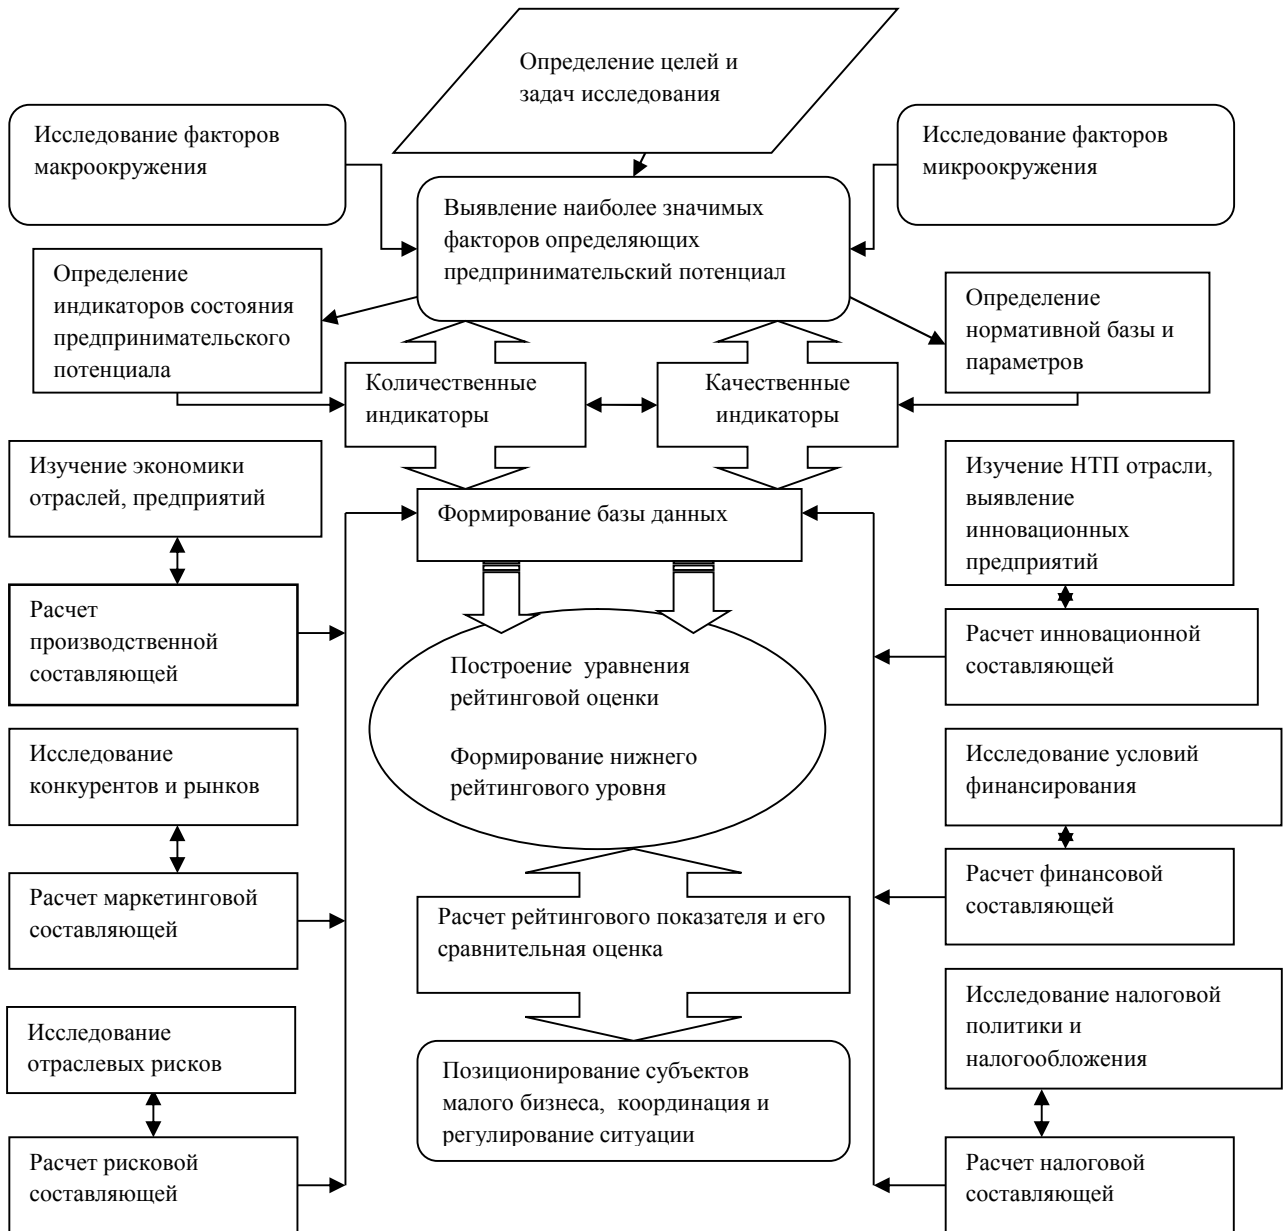 Определение целей и
задач исследования
Исследование факторов
макроокружения
Исследование факторов
микроокружения
Выявление наиболее значимых
факторов определяющих
предпринимательский потенциал
Определение
индикаторов состояния
предпринимательского
потенциала
Определение
нормативной базы и
параметров
Количественные
индикаторы
Качественные
индикаторы
Изучение экономики
отраслей, предприятий
Формирование базы данных
Изучение НТП отрасли,
выявление
инновационных
предприятий
Расчет
производственной
составляющей
Расчет инновационной
составляющей
Построение  уравнения
рейтинговой оценки
Формирование нижнего
рейтингового уровня
Исследование
конкурентов и рынков
Исследование условий
финансирования
Расчет маркетинговой
составляющей
Расчет рейтингового показателя и его
сравнительная оценка
Расчет финансовой
составляющей
Исследование
отраслевых рисков
Исследование налоговой
политики и
налогообложения
Позиционирование субъектов
малого бизнеса,  координация и
регулирование ситуации
Расчет рисковой
составляющей
Расчет налоговой
составляющей